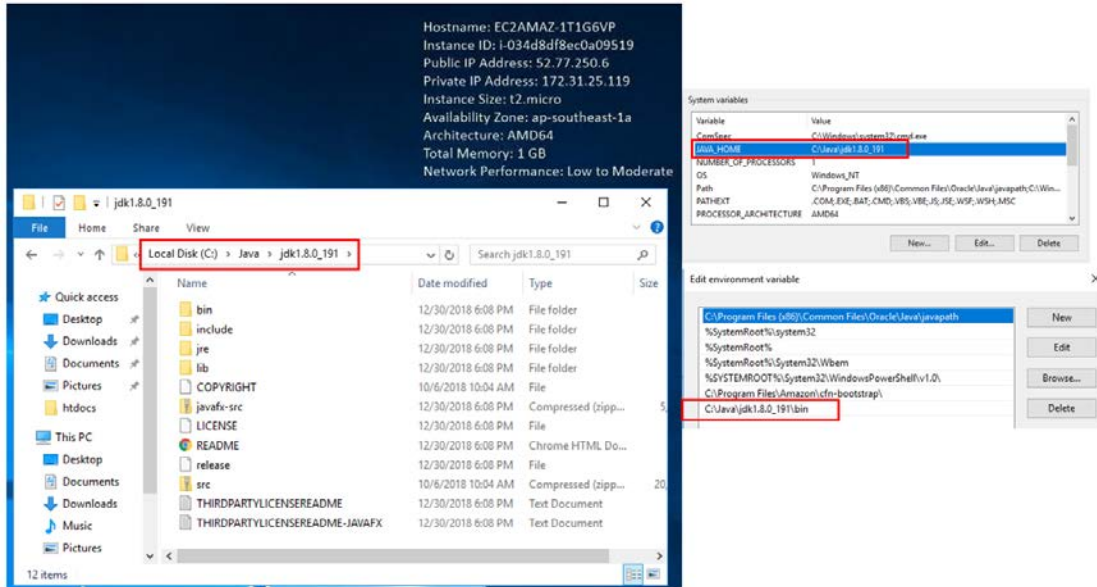 Hostname: EC2AMAZ-1T1G6VP
Instance ID: i-034d8df8ec0a09519
Public IP Address: 52.77.250.6
Private IP Address: 172.31.25.119
Instance Size: t2.micro
Availability Zone: ap-southeast-1a
Architecture: AMD64
Total Memory: 1 GB
Network Performance: Low to Moderate
jdk1.8.0_191
File Home Share View
Local Disk (C:) › Java › jdk1.8.0_191 ›
Search jdk1.8.0_191
Name Date modified Type Size
Quick access
Desktop
Downloads
Documents
Pictures
htdocs
This PC
Desktop
Documents
Downloads
Music
Pictures
bin 12/30/2018 6:08 PM File folder
include 12/30/2018 6:08 PM File folder
jre 12/30/2018 6:08 PM File folder
lib 12/30/2018 6:08 PM File folder
COPYRIGHT 10/6/2018 10:04 AM File
javafx-src 12/30/2018 6:08 PM Compressed (zipp... 5,
LICENSE 12/30/2018 6:08 PM File
README 12/30/2018 6:08 PM Chrome HTML Do...
release 12/30/2018 6:08 PM File
src 10/6/2018 10:04 AM Compressed (zipp... 20,
THIRDPARTYLICENSEREADME 12/30/2018 6:08 PM Text Document
THIRDPARTYLICENSEREADME-JAVAFX 12/30/2018 6:08 PM Text Document
12 items
System variables
Variable Value
ComSpec C:\Windows\system32\cmd.exe
JAVA_HOME C:\Java\jdk1.8.0_191
NUMBER_OF_PROCESSORS 1
OS Windows_NT
Path C:\Program Files (x86)\Common Files\Oracle\Java\javapath;C:\Win...
PATHEXT .COM;.EXE;.BAT;.CMD;.VBS;.VBE;.JS;.JSE;.WSF;.WSH;.MSC
PROCESSOR_ARCHITECTURE AMD64
New... Edit... Delete
Edit environment variable
C:\Program Files (x86)\Common Files\Oracle\Java\javapath
%SystemRoot%\system32
%SystemRoot%
%SystemRoot%\System32\Wbem
%SYSTEMROOT%\System32\WindowsPowerShell\v1.0\
C:\Program Files\Amazon\cfn-bootstrap\
C:\Java\jdk1.8.0_191\bin
New
Edit
Browse...
Delete